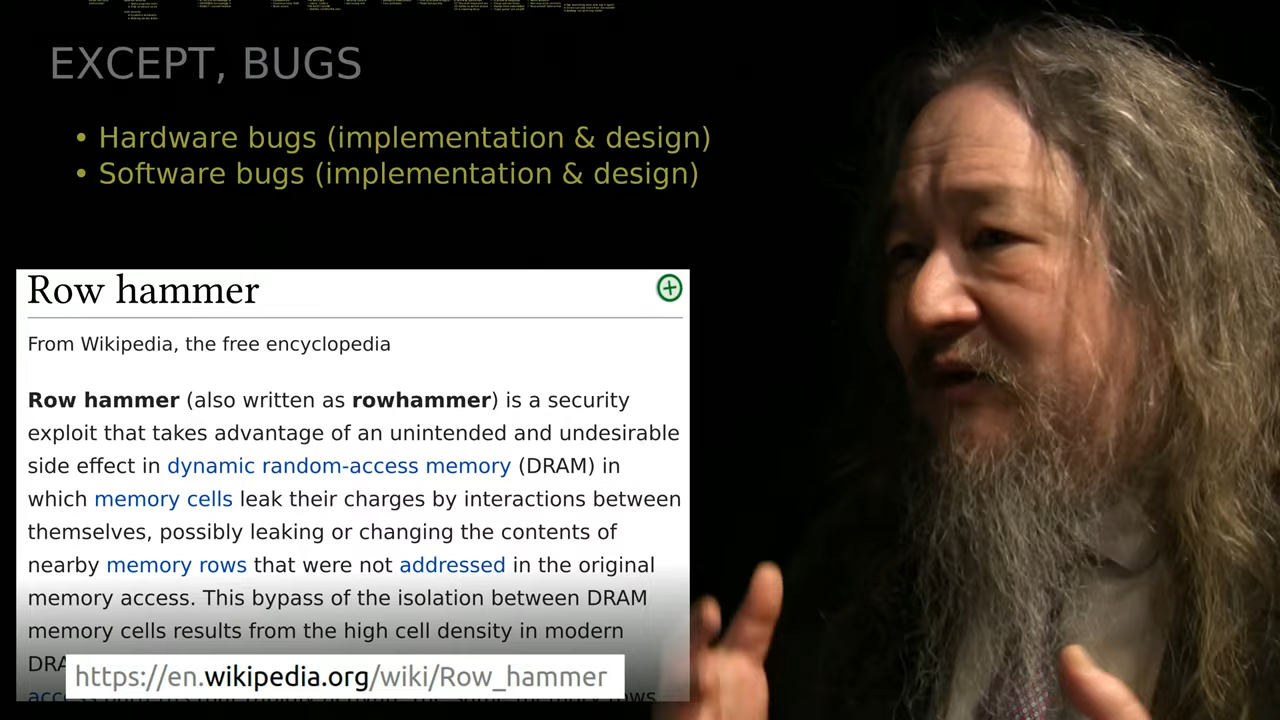 EXCEPT, BUGS
• Hardware bugs (implementation & design)
• Software bugs (implementation & design)
Row hammer
From Wikipedia, the free encyclopedia
Row hammer (also written as rowhammer) is a security
exploit that takes advantage of an unintended and undesirable
side effect in dynamic random-access memory (DRAM) in
which memory cells leak their charges by interactions between
themselves, possibly leaking or changing the contents of
nearby memory rows that were not addressed in the original
memory access. This bypass of the isolation between DRAM
memory cells results from the high cell density in modern
https://en.wikipedia.org/wiki/Row_hammer